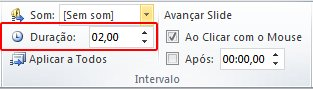 Som: [Sem som] Avançar Slide
Duração: 02,00 Ao Clicar com o Mouse
Aplicar a Todos Após: 00:00,00
Intervalo